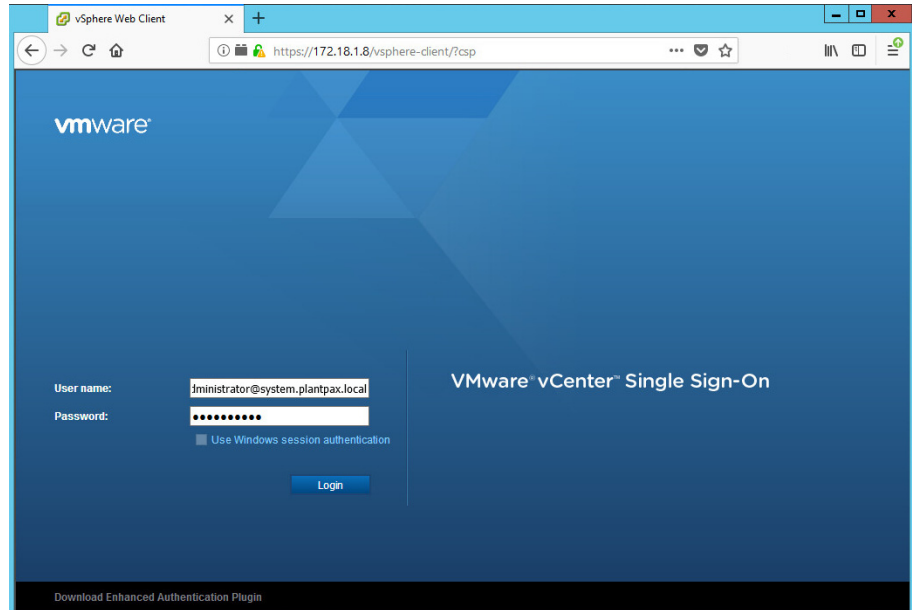 vSphere Web Client
https://172.18.1.8/vsphere-client/?csp
vmware
User name:
dministrator@system.plantpax.local
Password:
Use Windows session authentication
Login
VMware® vCenter™ Single Sign-On
Download Enhanced Authentication Plugin